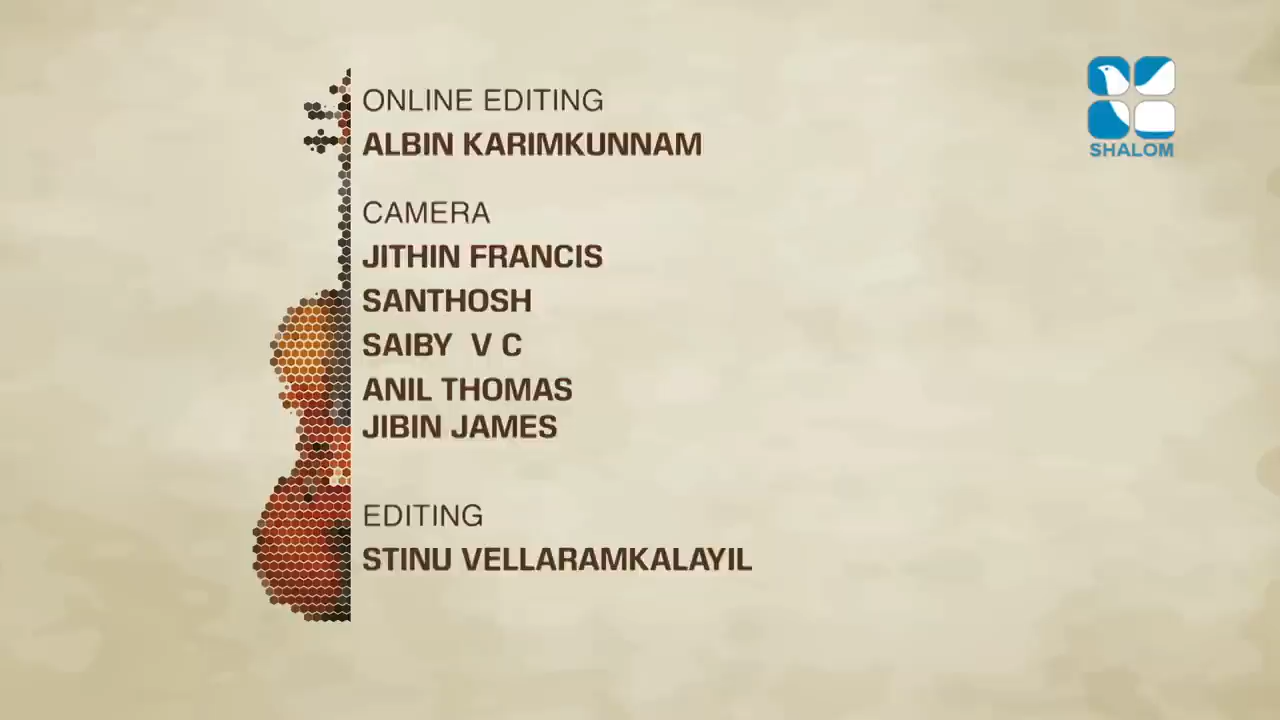 ONLINE EDITING
ALBIN KARIMKUNNAM
CAMERA
JITHIN FRANCIS
SANTHOSH
SAIBY  V C
ANIL THOMAS
JIBIN JAMES
EDITING
STINU VELLARAMKALAYIL
SHALOM